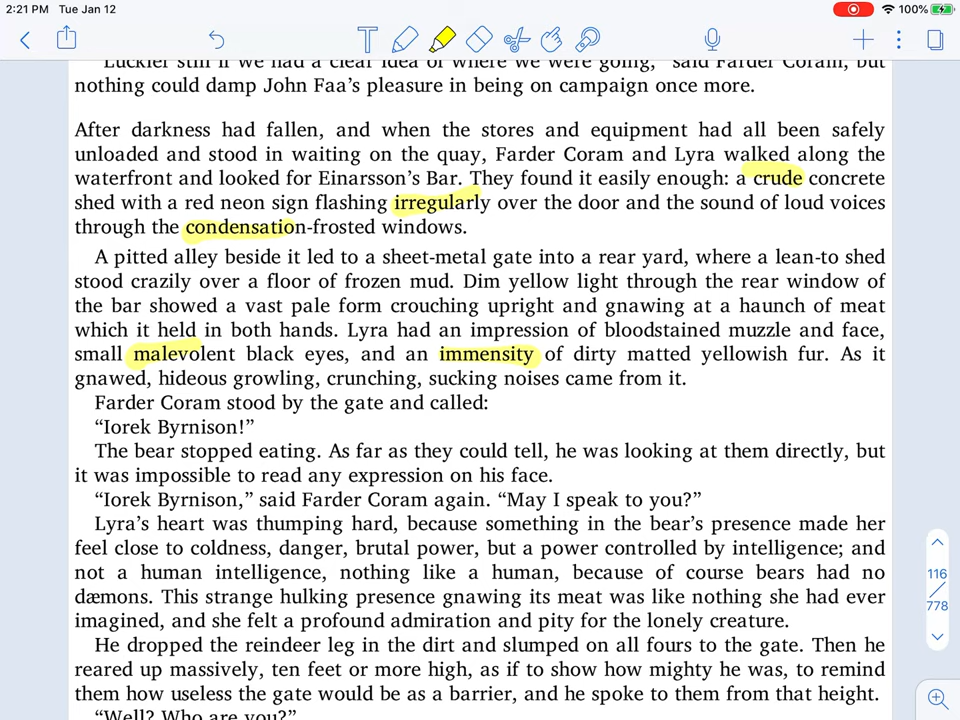 2:21 PM Tue Jan 12
100%
"Luckier still if we had a clear idea of where we were going," said Farder Coram, but
nothing could damp John Faa's pleasure in being on campaign once more.
After darkness had fallen, and when the stores and equipment had all been safely
unloaded and stood in waiting on the quay, Farder Coram and Lyra walked along the
waterfront and looked for Einarsson's Bar. They found it easily enough: a crude concrete
shed with a red neon sign flashing irregularly over the door and the sound of loud voices
through the condensation-frosted windows.
A pitted alley beside it led to a sheet-metal gate into a rear yard, where a lean-to shed
stood crazily over a floor of frozen mud. Dim yellow light through the rear window of
the bar showed a vast pale form crouching upright and gnawing at a haunch of meat
which it held in both hands. Lyra had an impression of bloodstained muzzle and face,
small malevolent black eyes, and an immensity of dirty matted yellowish fur. As it
gnawed, hideous growling, crunching, sucking noises came from it.
Farder Coram stood by the gate and called:
"Iorek Byrnison!"
The bear stopped eating. As far as they could tell, he was looking at them directly, but
it was impossible to read any expression on his face.
"Iorek Byrnison," said Farder Coram again. "May I speak to you?"
Lyra's heart was thumping hard, because something in the bear's presence made her
feel close to coldness, danger, brutal power, but a power controlled by intelligence; and
not a human intelligence, nothing like a human, because of course bears had no
dæmons. This strange hulking presence gnawing its meat was like nothing she had ever
imagined, and she felt a profound admiration and pity for the lonely creature.
He dropped the reindeer leg in the dirt and slumped on all fours to the gate. Then he
reared up massively, ten feet or more high, as if to show how mighty he was, to remind
them how useless the gate would be as a barrier, and he spoke to them from that height.
"Well? Who are you?"
116
/
778